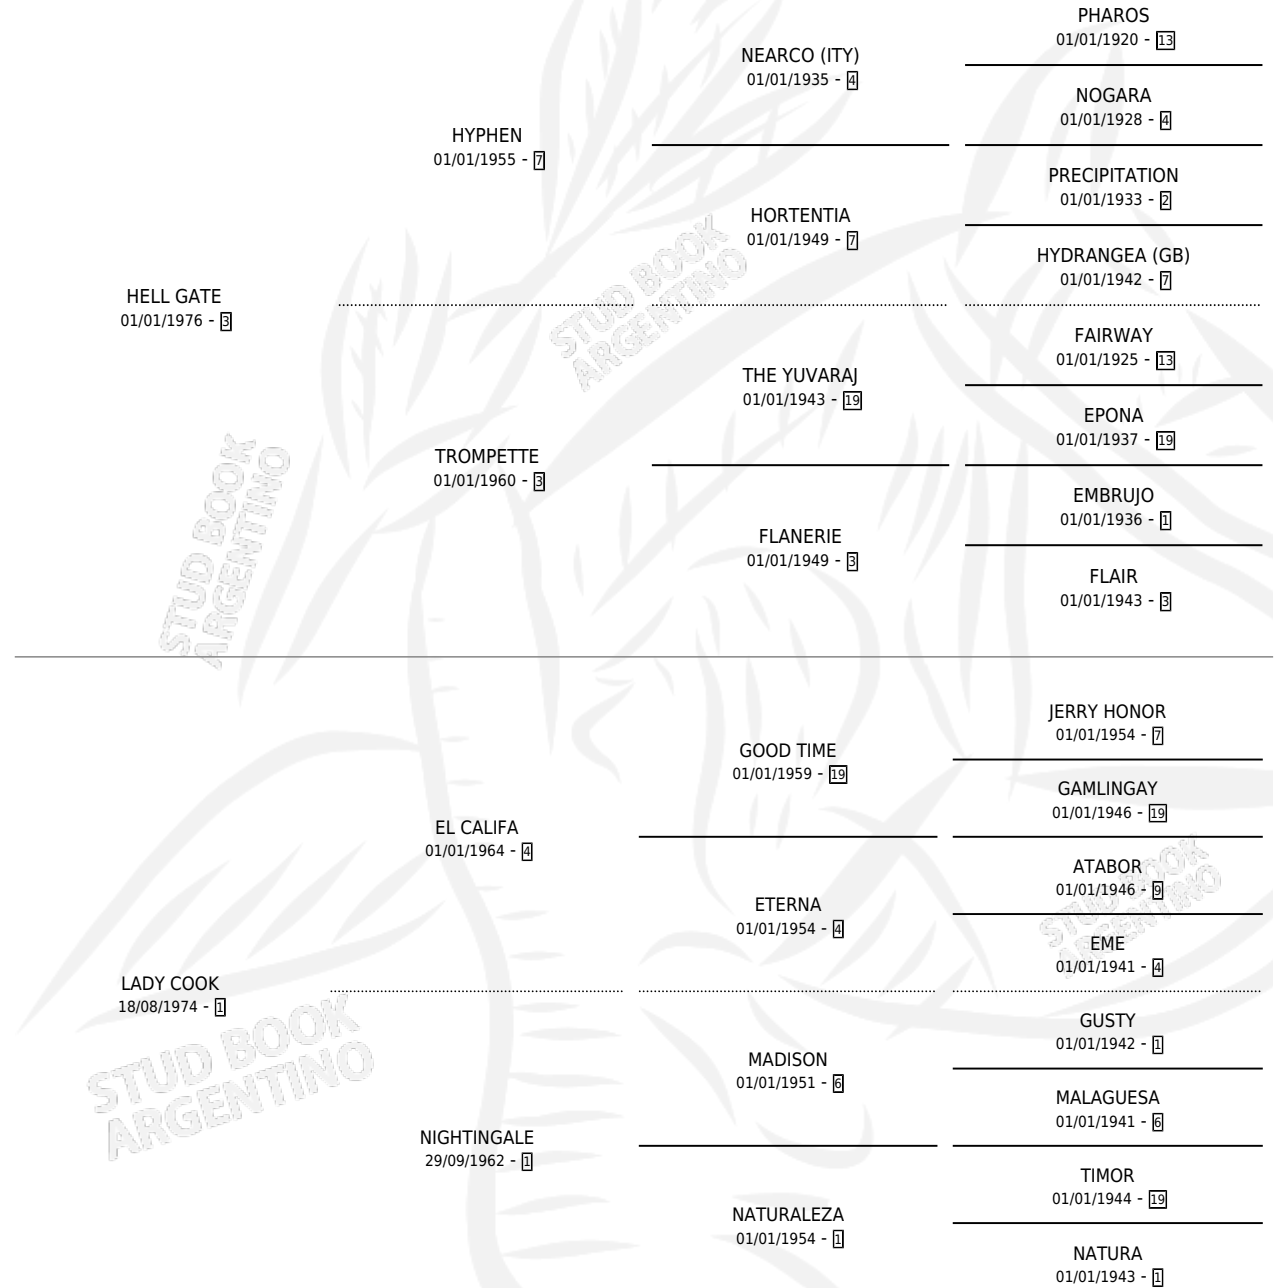 PHAROS
01/01/1920 - 13
NEARCO (ITY)
01/01/1935 - 4
NOGARA
01/01/1928 - 4
HYPHEN
01/01/1955 - 7
PRECIPITATION
01/01/1933 - 2
HORTENTIA
01/01/1949 - 7
HYDRANGEA (GB)
01/01/1942 - 7
HELL GATE
01/01/1976 - 3
FAIRWAY
01/01/1925 - 13
THE YUVARAJ
01/01/1943 - 19
EPONA
01/01/1937 - 19
TROMPETTE
01/01/1960 - 3
EMBRUJO
01/01/1936 - 1
FLANERIE
01/01/1949 - 3
FLAIR
01/01/1943 - 3
STUD BOOK
ARGENTINO
STUD BOOK
ARGENTINO
JERRY HONOR
01/01/1954 - 7
GOOD TIME
01/01/1959 - 19
GAMLINGAY
01/01/1946 - 19
EL CALIFA
01/01/1964 - 4
ATABOR
01/01/1946 - 9
ETERNA
01/01/1954 - 4
EME
01/01/1941 - 4
LADY COOK
18/08/1974 - 1
GUSTY
01/01/1942 - 1
MADISON
01/01/1951 - 6
MALAGUESA
01/01/1941 - 6
NIGHTINGALE
29/09/1962 - 1
TIMOR
01/01/1944 - 19
NATURALEZA
01/01/1954 - 1
NATURA
01/01/1943 - 1
STUD BOOK
ARGENTINO
STUD BOOK
ARGENTINO